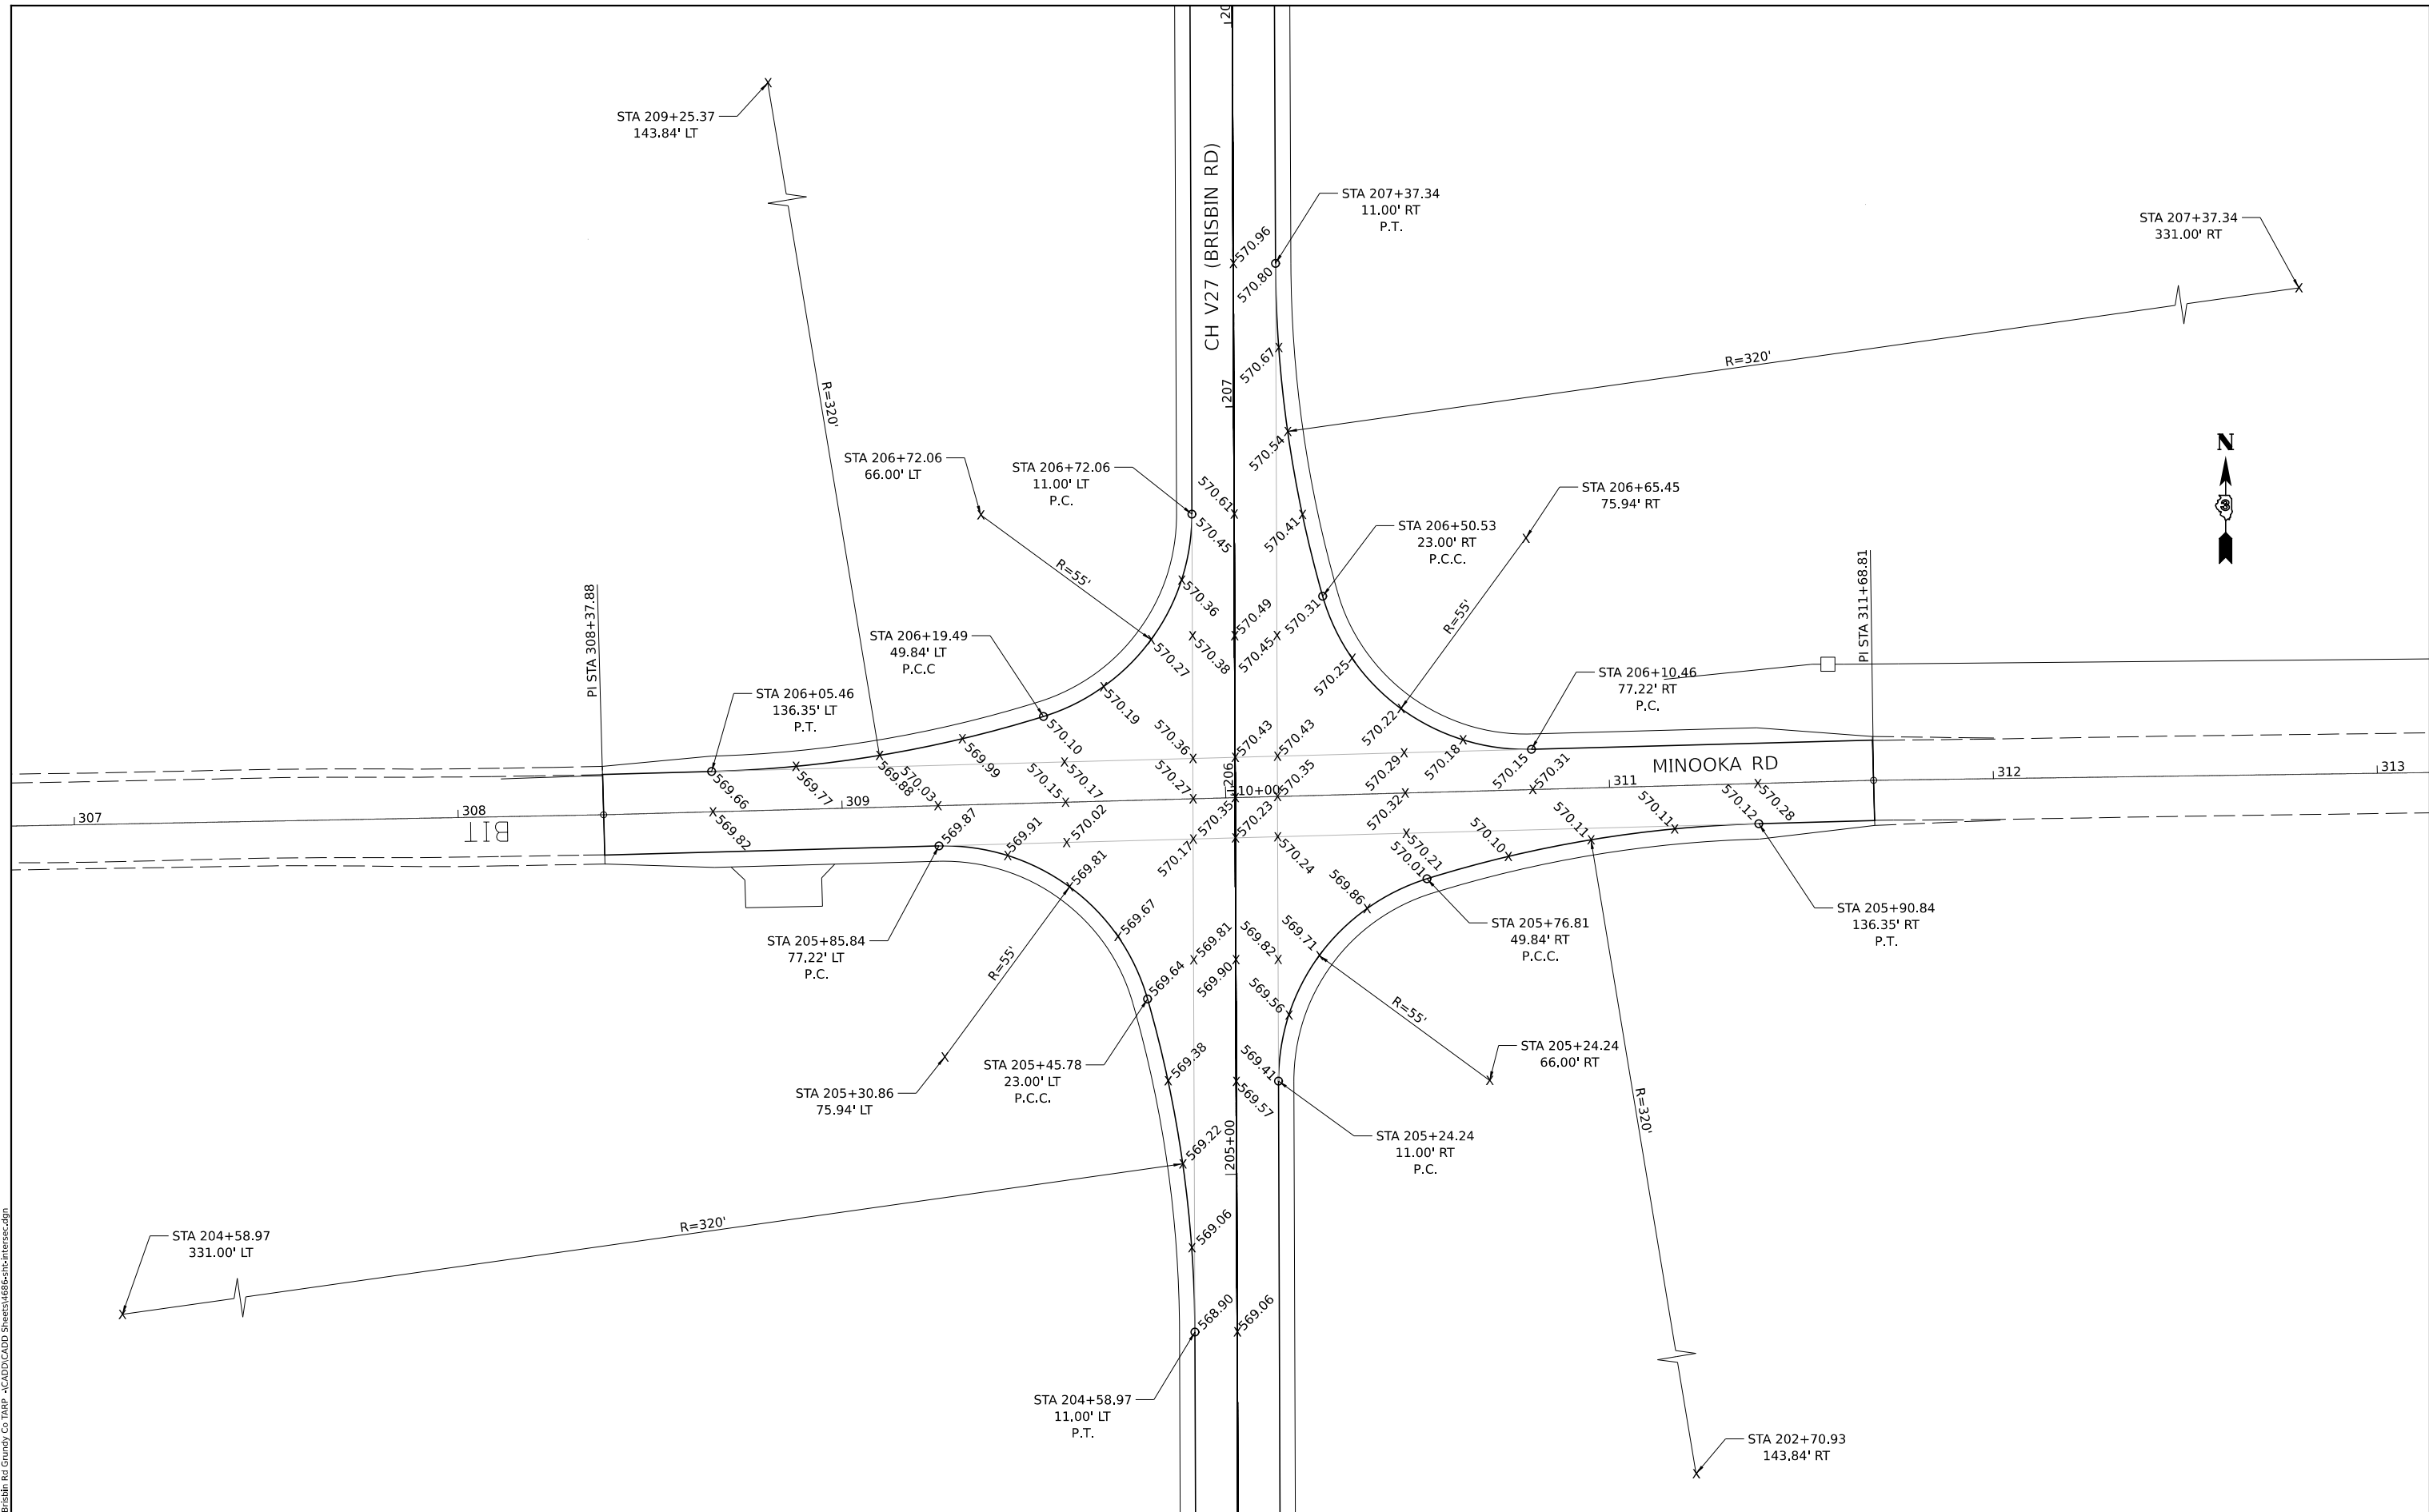 20
STA 209+25.37
143.84' LT
CH V27 (BRISBIN RD)
STA 207+37.34
11.00' RT
P.T.
STA 207+37.34
331.00' RT
570.96
570.80
R=320'
570.67
R=320'
207
N
570.54
STA 206+72.06
66.00' LT
STA 206+72.06
11.00' LT
P.C.
570.61
570.45
570.41
STA 206+65.45
75.94' RT
STA 206+50.53
23.00' RT
P.C.C.
R=55'
570.36
570.49
570.31
R=55'
PI STA 308+37.88
PI STA 311+68.81
STA 206+19.49
49.84' LT
P.C.C
570.27
570.38
570.45
570.25
STA 206+10.46
77.22' RT
P.C.
STA 206+05.46
136.35' LT
P.T.
570.19
570.10
570.36
570.43
570.43
570.22
570.18
569.99
569.66
569.77
569.88
570.03
570.15
570.17
570.27
206
10+00
570.35
570.29
570.15
570.31
MINOOKA RD
307
308
309
311
312
313
BIT
569.82
569.87
569.91
570.02
570.35
570.23
570.32
570.12
570.28
570.11
570.11
570.10
569.81
570.17
570.24
570.21
570.01
569.86
STA 205+85.84
77.22' LT
P.C.
569.67
569.81
569.82
569.71
STA 205+76.81
49.84' RT
P.C.C.
STA 205+90.84
136.35' RT
P.T.
R=55'
569.64
569.90
569.56
R=55'
STA 205+30.86
75.94' LT
STA 205+45.78
23.00' LT
P.C.C.
569.38
569.41
569.57
STA 205+24.24
66.00' RT
R=320'
569.22
205+00
STA 205+24.24
11.00' RT
P.C.
STA 204+58.97
331.00' LT
R=320'
569.06
568.90
569.06
STA 204+58.97
11.00' LT
P.T.
STA 202+70.93
143.84' RT
Brisbin Rd Grundy Co TARP -\CADD\CADD Sheets\4686-sht-intersec.dgn